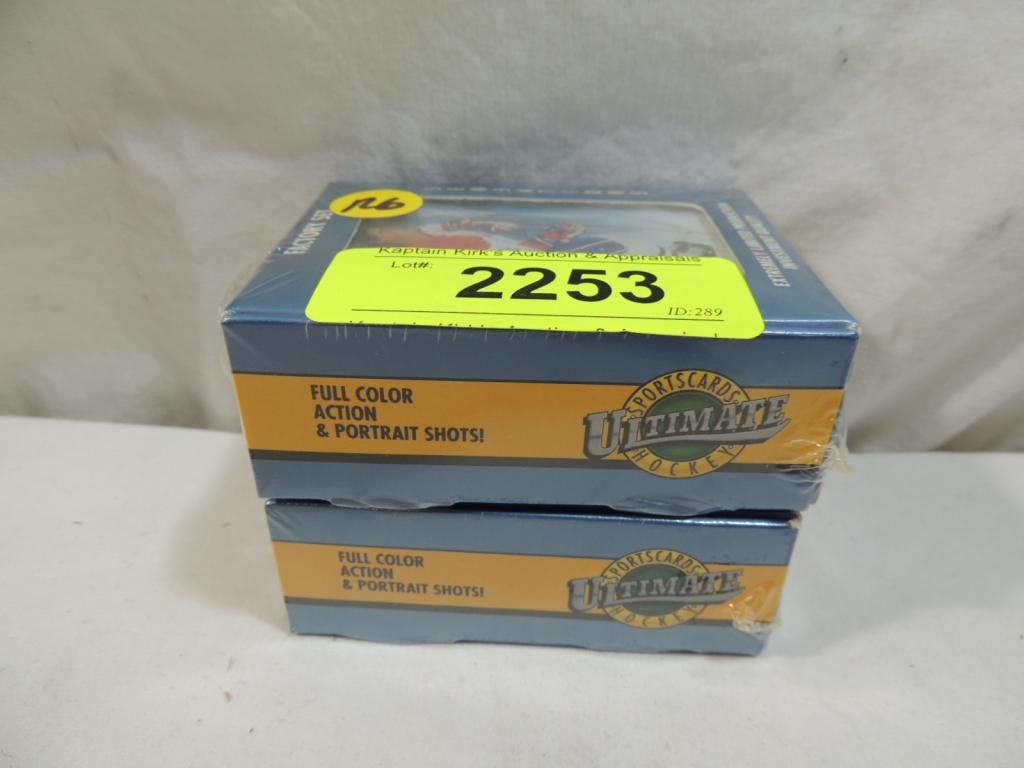 FACTORY SET
Kaptain Kirk's Auction & Appraisals
Lot#: 2253
ID:289
FULL COLOR
ACTION
& PORTRAIT SHOTS!
SPORTSCARDS
ULTIMATE
HOCKEY
FULL COLOR
ACTION
& PORTRAIT SHOTS!
SPORTSCARDS
ULTIMATE
HOCKEY